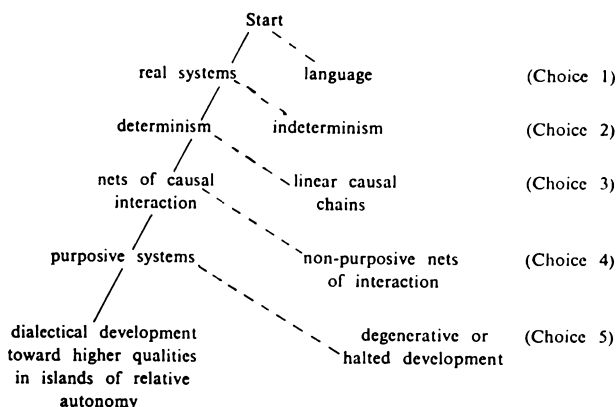 Start
real systems language (Choice 1)
determinism indeterminism (Choice 2)
nets of causal interaction linear causal chains (Choice 3)
purposive systems non-purposive nets of interaction (Choice 4)
dialectical development toward higher qualities in islands of relative autonomy degenerative or halted development (Choice 5)